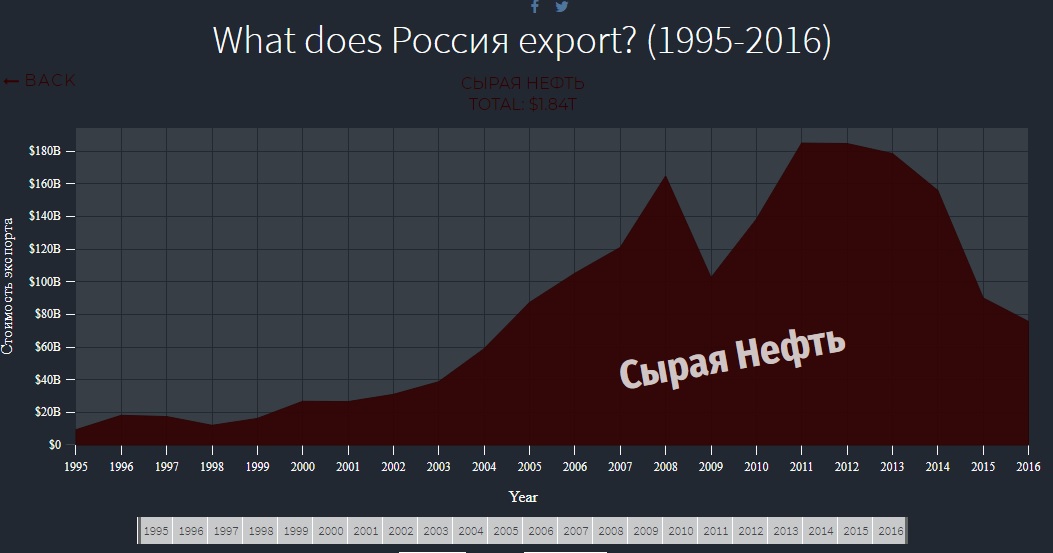 What does Россия export? (1995-2016)
← BACK
СЫРАЯ НЕФТЬ
TOTAL: $1.84T
$180B
$160B
$140B
$120B
$100B
$80B
$60B
$40B
$20B
$0
Стоимость экспорта
Сырая Нефть
1995 1996 1997 1998 1999 2000 2001 2002 2003 2004 2005 2006 2007 2008 2009 2010 2011 2012 2013 2014 2015 2016
Year
1995 1996 1997 1998 1999 2000 2001 2002 2003 2004 2005 2006 2007 2008 2009 2010 2011 2012 2013 2014 2015 2016